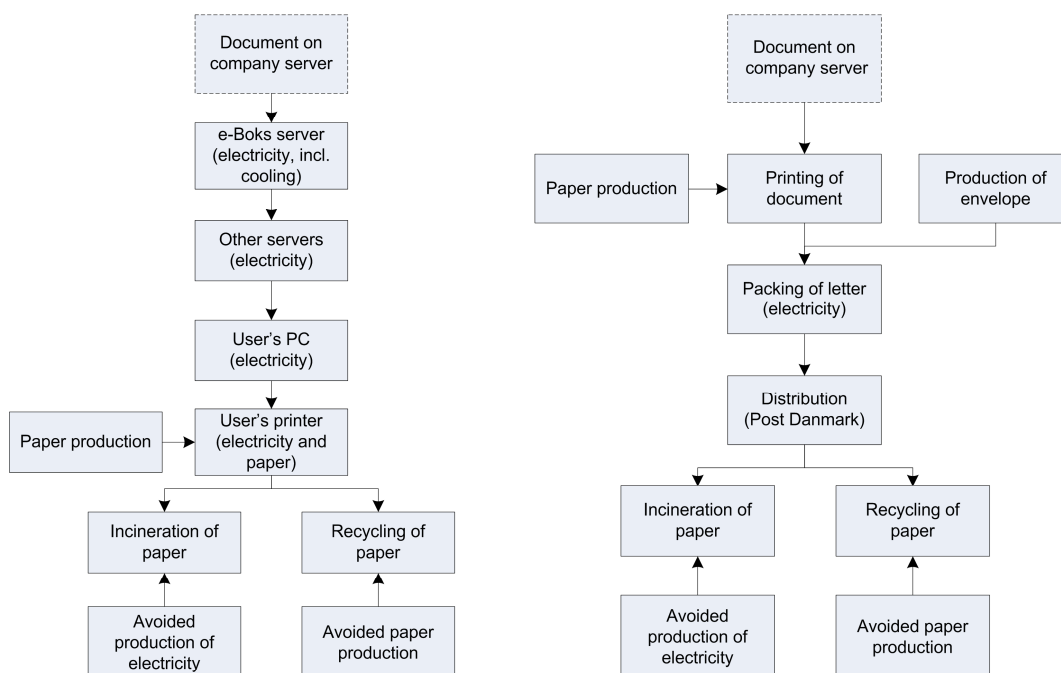 Document on
company server
e-Boks server
(electricity, incl.
cooling)
Other servers
(electricity)
User's PC
(electricity)
Paper production
User's printer
(electricity and
paper)
Incineration of
paper
Recycling of
paper
Avoided
production of
electricity
Avoided paper
production
Document on
company server
Paper production
Printing of
document
Production of
envelope
Packing of letter
(electricity)
Distribution
(Post Danmark)
Incineration of
paper
Recycling of
paper
Avoided
production of
electricity
Avoided paper
production